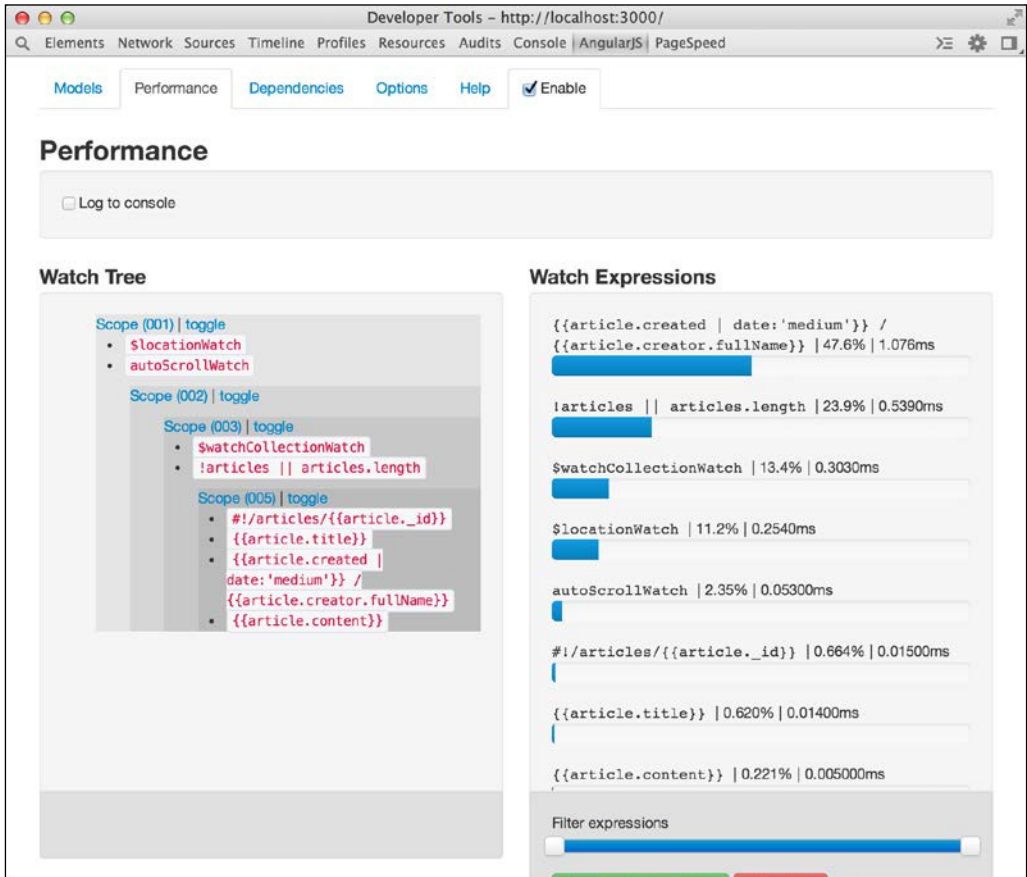 Developer Tools – http://localhost:3000/
Elements Network Sources Timeline Profiles Resources Audits Console AngularJS PageSpeed
Models Performance Dependencies Options Help Enable
Performance
Log to console
Watch Tree
Scope (001) | toggle
$locationWatch
autoScrollWatch
Scope (002) | toggle
Scope (003) | toggle
$watchCollectionWatch
!articles || articles.length
Scope (005) | toggle
#!/articles/{{article._id}}
{{article.title}}
{{article.created |
date:'medium'}} /
{{article.creator.fullName}}
{{article.content}}
Watch Expressions
{{article.created | date:'medium'}} /
{{article.creator.fullName}} | 47.6% | 1.076ms
!articles || articles.length | 23.9% | 0.5390ms
$watchCollectionWatch | 13.4% | 0.3030ms
$locationWatch | 11.2% | 0.2540ms
autoScrollWatch | 2.35% | 0.05300ms
#!/articles/{{article._id}} | 0.664% | 0.01500ms
{{article.title}} | 0.620% | 0.01400ms
{{article.content}} | 0.221% | 0.005000ms
Filter expressions